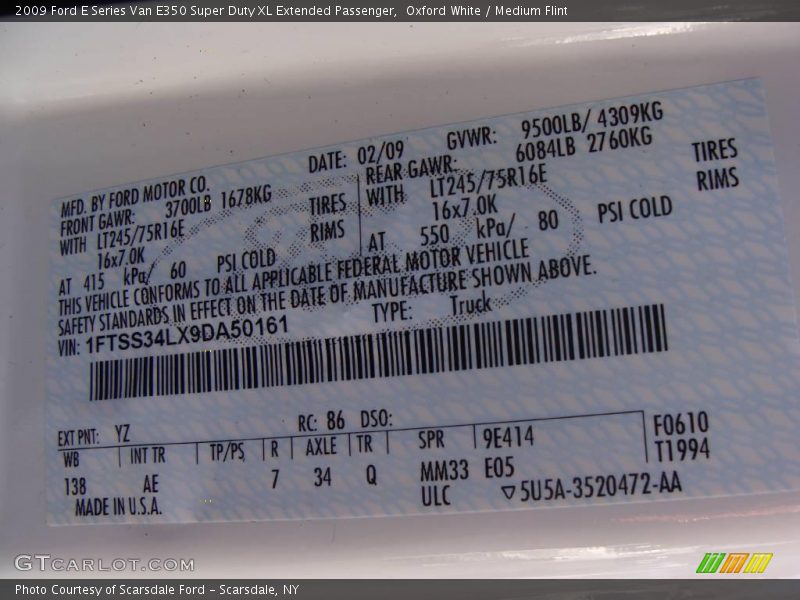 2009 Ford E Series Van E350 Super Duty XL Extended Passenger,  Oxford White / Medium Flint
MFD. BY FORD MOTOR CO.
DATE: 02/09
GVWR: 9500LB/ 4309KG
FRONT GAWR: 3700LB 1678KG
WITH LT245/75R16E TIRES
16x7.0K RIMS
AT 415 kPa/ 60 PSI COLD
REAR GAWR: 6084LB 2760KG
WITH LT245/75R16E TIRES
16x7.0K RIMS
AT 550 kPa/ 80 PSI COLD
THIS VEHICLE CONFORMS TO ALL APPLICABLE FEDERAL MOTOR VEHICLE
SAFETY STANDARDS IN EFFECT ON THE DATE OF MANUFACTURE SHOWN ABOVE.
VIN: 1FTSS34LX9DA50161
TYPE: Truck
EXT PNT: YZ RC: 86 DSO:
WB INT TR TP/PS R AXLE TR SPR 9E414 F0610
138 AE 7 34 Q MM33 E05 T1994
MADE IN U.S.A. ULC ▽5U5A-3520472-AA
GTCARLOT.COM
Photo Courtesy of Scarsdale Ford – Scarsdale, NY